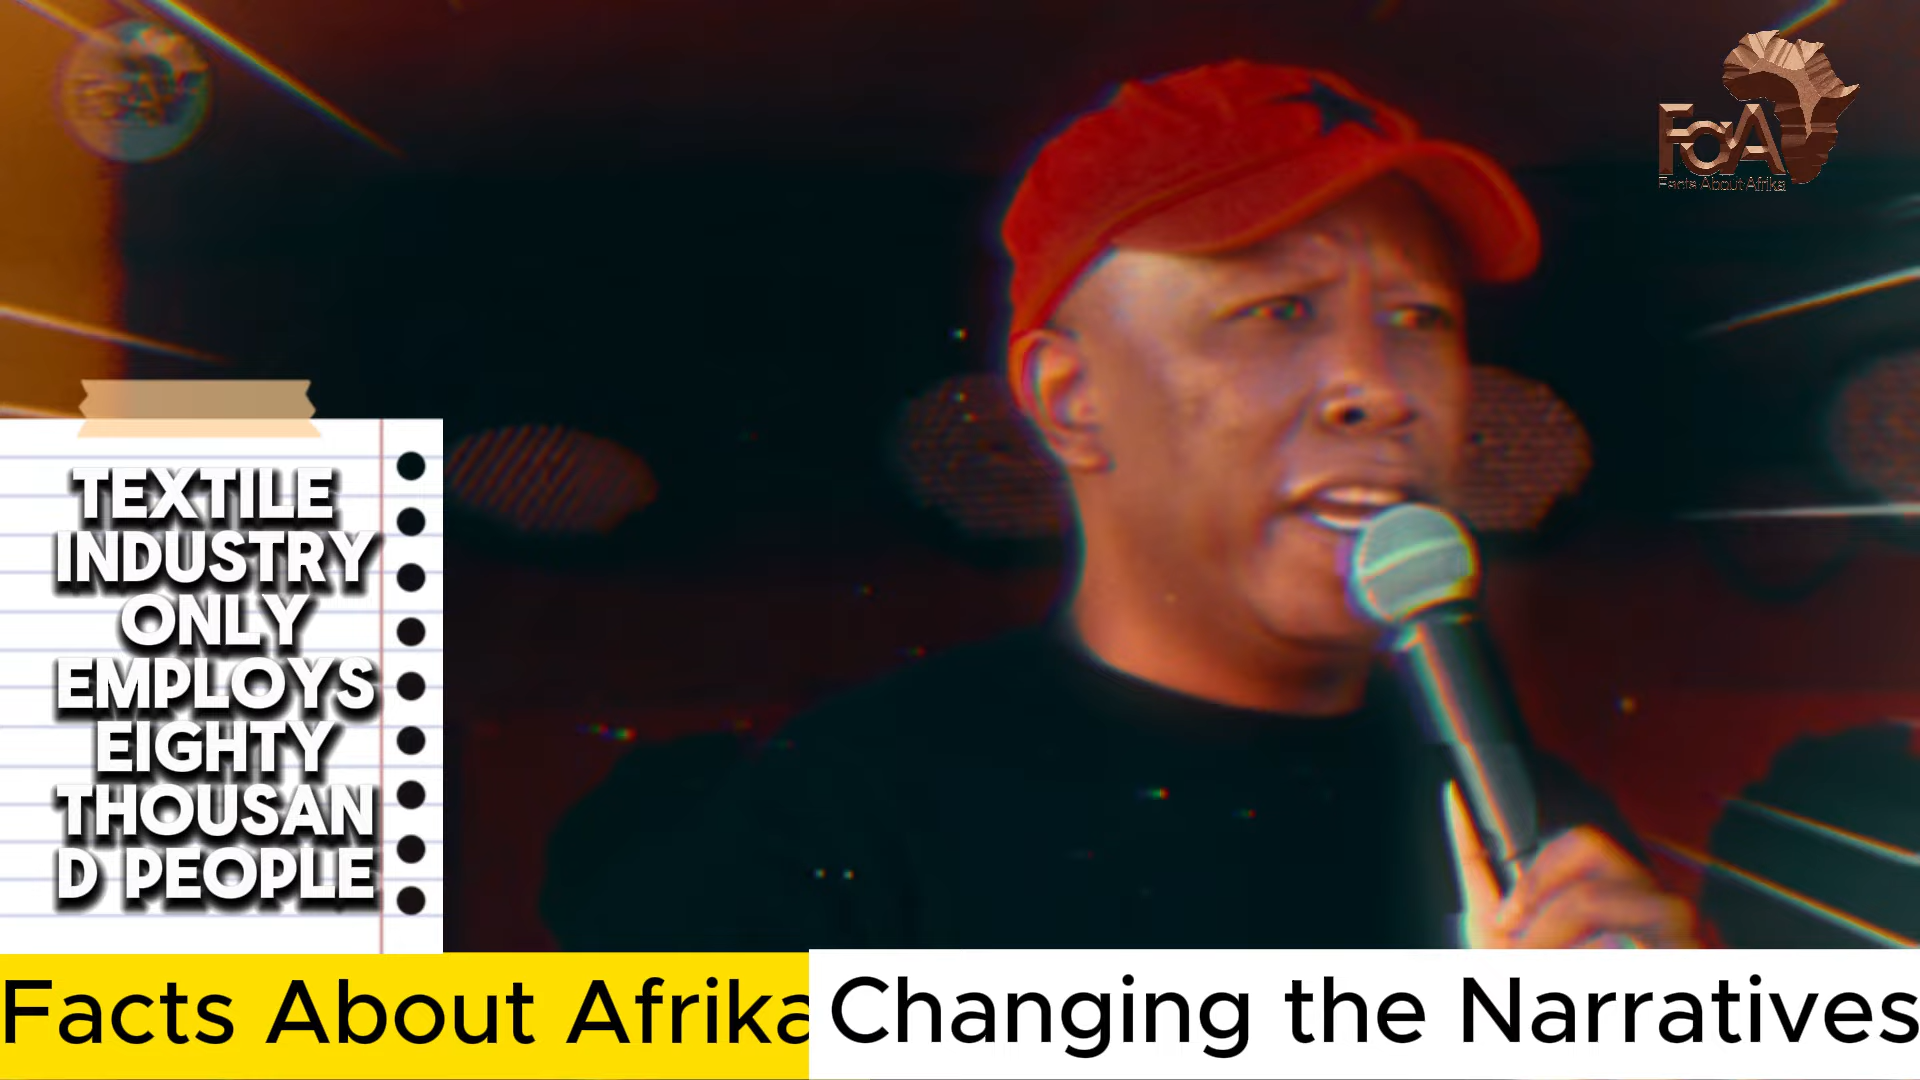 FOA
Facts About Afrika
TEXTILE
INDUSTRY
ONLY
EMPLOYS
EIGHTY
THOUSAN
D PEOPLE
Facts About Afrika
Changing the Narratives